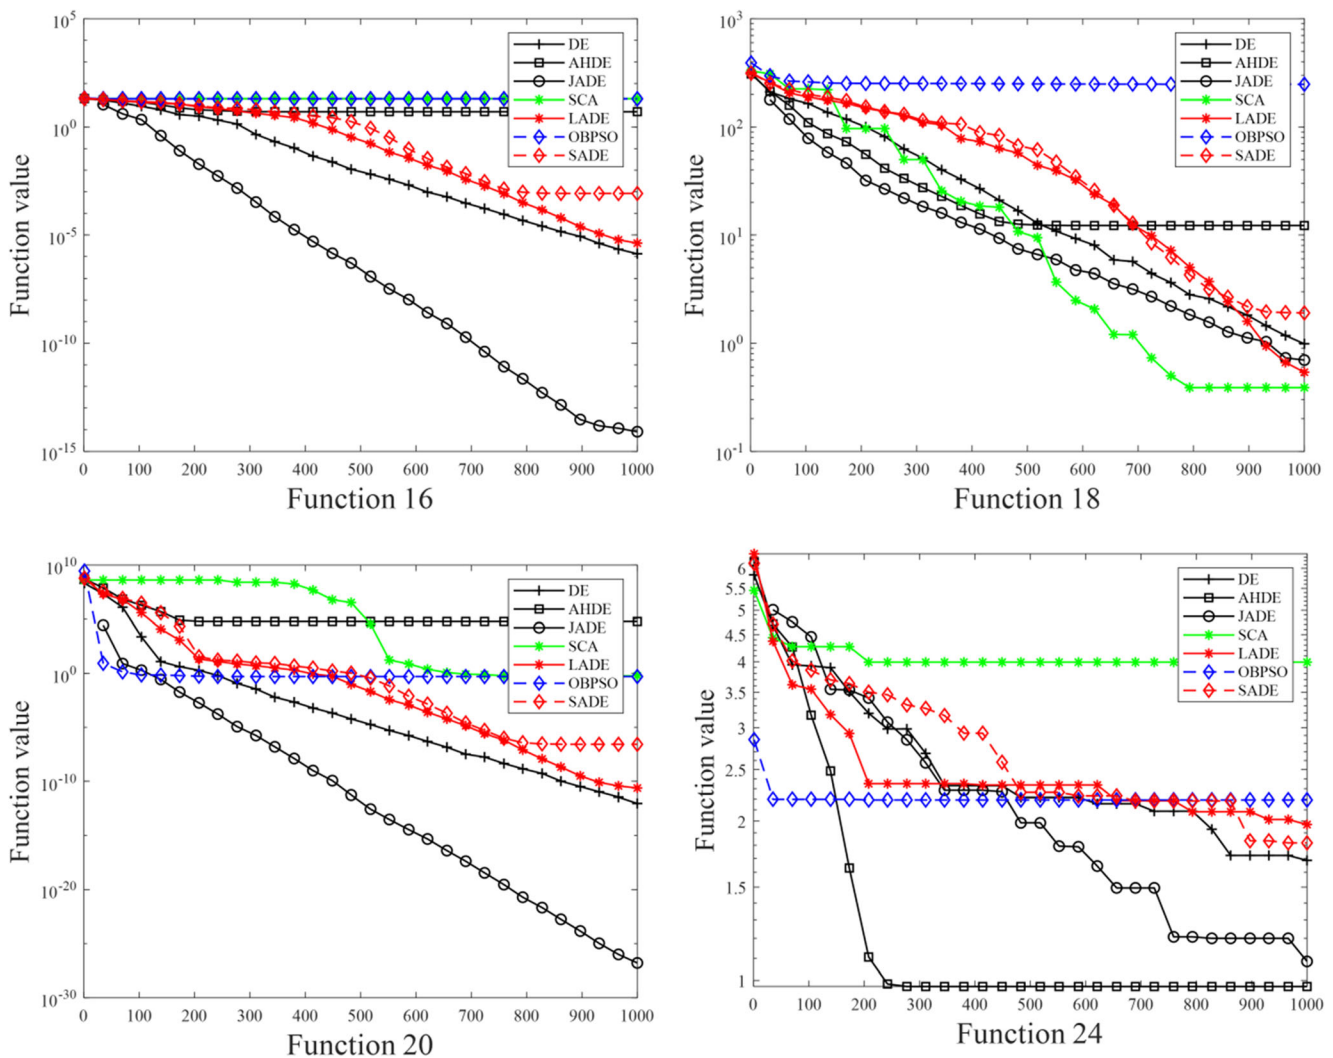 10^5
10^0
10^-5
10^-10
10^-15
Function value
DE
AHDE
JADE
SCA
LADE
OBPSO
SADE
0 100 200 300 400 500 600 700 800 900 1000
Function 16
10^3
10^2
10^1
10^0
10^-1
Function value
DE
AHDE
JADE
SCA
LADE
OBPSO
SADE
0 100 200 300 400 500 600 700 800 900 1000
Function 18
10^10
10^0
10^-10
10^-20
10^-30
Function value
DE
AHDE
JADE
SCA
LADE
OBPSO
SADE
0 100 200 300 400 500 600 700 800 900 1000
Function 20
6
5.5
5
4.5
4
3.5
3
2.5
2
1.5
1
Function value
DE
AHDE
JADE
SCA
LADE
OBPSO
SADE
0 100 200 300 400 500 600 700 800 900 1000
Function 24